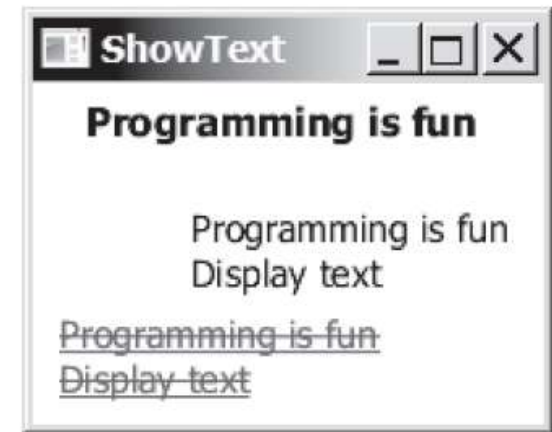 ShowText
Programming is fun
Programming is fun
Display text
Programming is fun
Display text